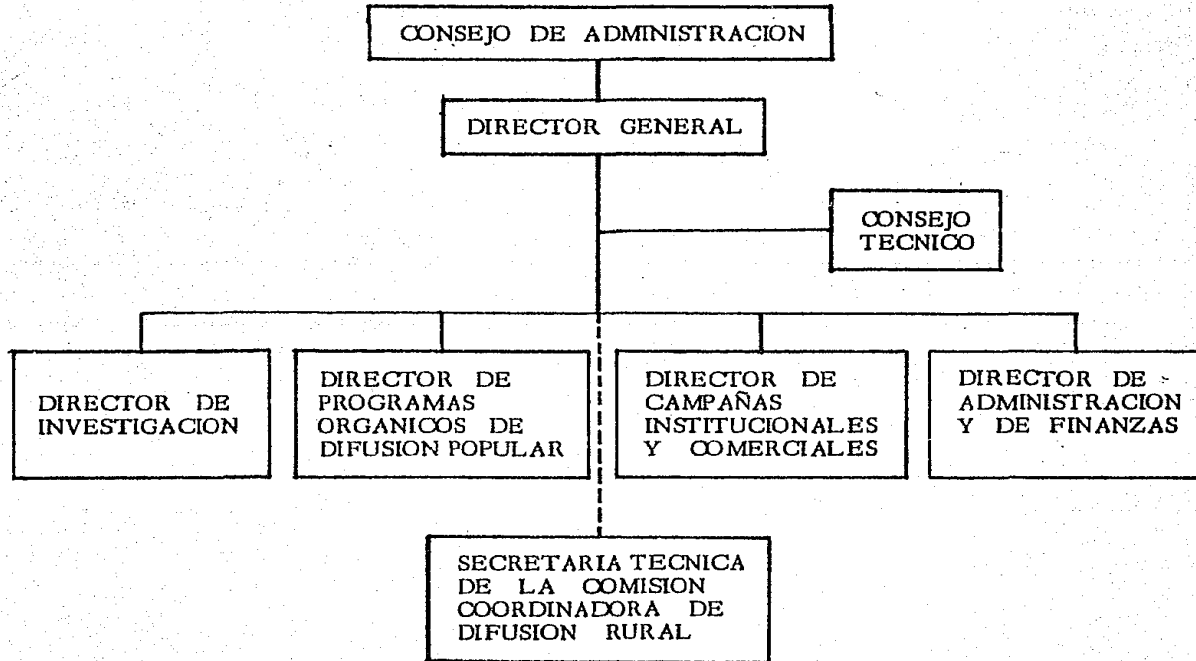 CONSEJO DE ADMINISTRACION
DIRECTOR GENERAL
CONSEJO
TECNICO
DIRECTOR DE
INVESTIGACION
DIRECTOR DE
PROGRAMAS
ORGANICOS DE
DIFUSION POPULAR
DIRECTOR DE
CAMPAÑAS
INSTITUCIONALES
Y COMERCIALES
DIRECTOR DE
ADMINISTRACION
Y DE FINANZAS
SECRETARIA TECNICA
DE LA COMISION
COORDINADORA DE
DIFUSION RURAL